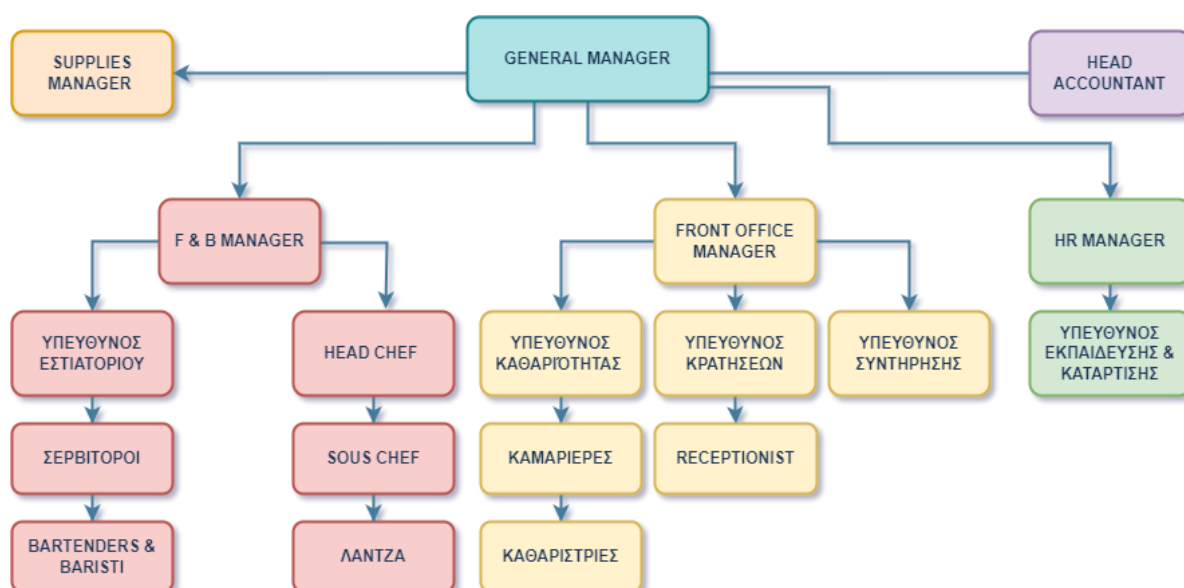 SUPPLIES
MANAGER
GENERAL MANAGER
HEAD
ACCOUNTANT
F & B MANAGER
FRONT OFFICE
MANAGER
HR MANAGER
ΥΠΕΥΘΥΝΟΣ
ΕΣΤΙΑΤΟΡΙΟΥ
HEAD CHEF
ΥΠΕΥΘΥΝΟΣ
ΚΑΘΑΡΙΌΤΗΤΑΣ
ΥΠΕΥΘΥΝΟΣ
ΚΡΑΤΗΣΕΩΝ
ΥΠΕΥΘΥΝΟΣ
ΣΥΝΤΗΡΗΣΗΣ
ΥΠΕΥΘΥΝΟΣ
ΕΚΠΑΙΔΕΥΣΗΣ &
ΚΑΤΑΡΤΙΣΗΣ
ΣΕΡΒΙΤΟΡΟΙ
SOUS CHEF
ΚΑΜΑΡΙΕΡΕΣ
RECEPTIONIST
BARTENDERS &
BARISTI
ΛΑΝΤΖΑ
ΚΑΘΑΡΙΣΤΡΙΕΣ